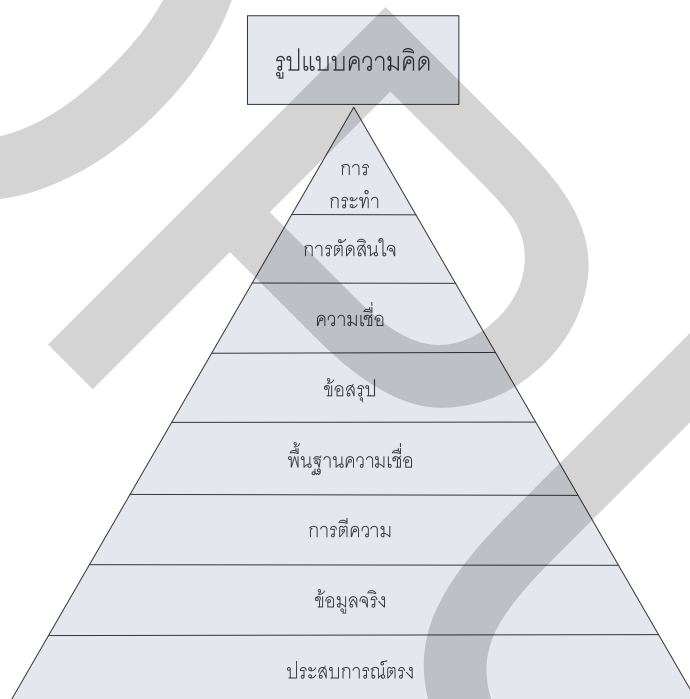 รูปแบบความคิด
การ
กระทำ
การตัดสินใจ
ความเชื่อ
ข้อสรุป
พื้นฐานความเชื่อ
การตีความ
ข้อมูลจริง
ประสบการณ์ตรง